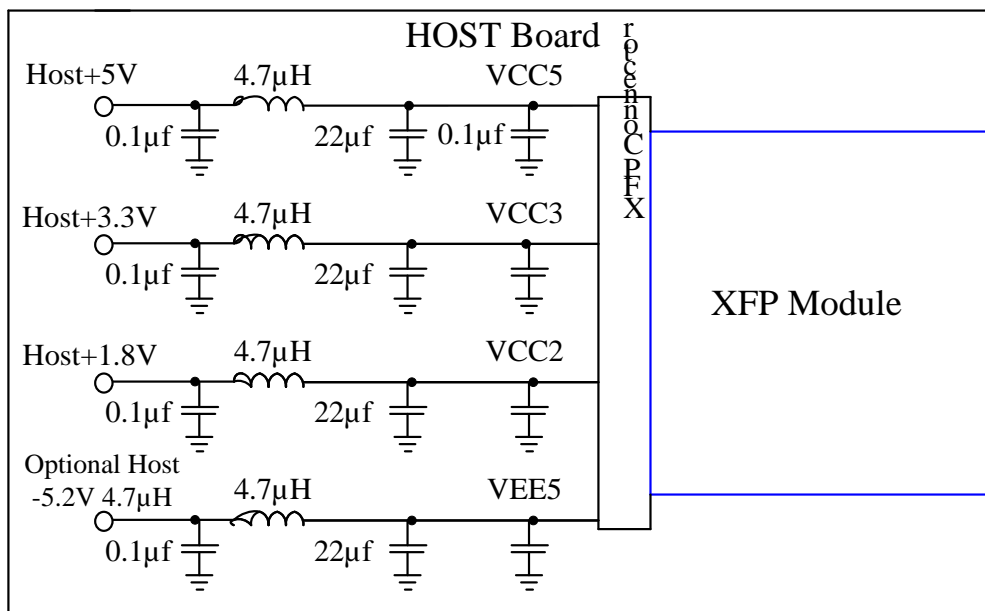 HOST Board
XFP Connector
Host+5V
4.7µH
VCC5
0.1µf
22µf
0.1µf
Host+3.3V
4.7µH
VCC3
0.1µf
22µf
XFP Module
Host+1.8V
4.7µH
VCC2
0.1µf
22µf
Optional Host
-5.2V 4.7µH
4.7µH
VEE5
0.1µf
22µf